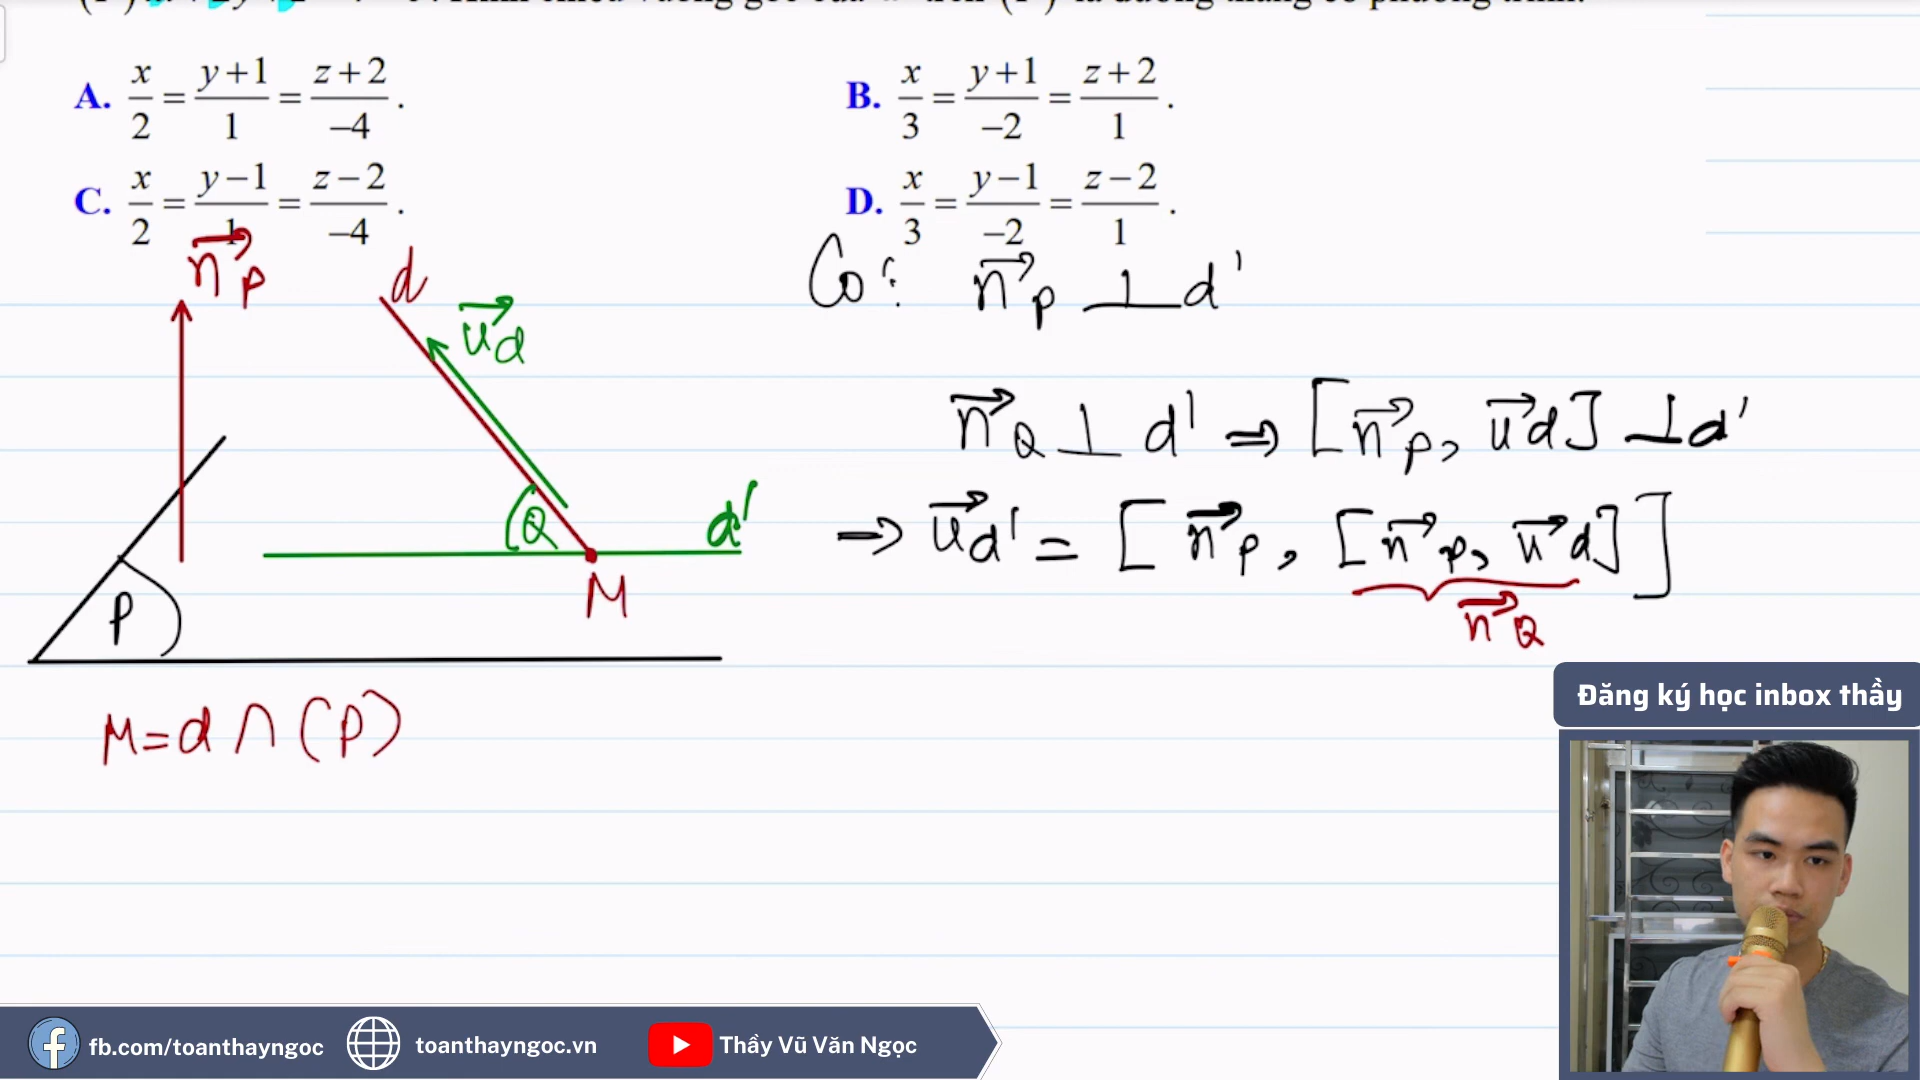 A. x/2 = y+1/1 = z+2/−4 .
B. x/3 = y+1/−2 = z+2/1 .
C. x/2 = y−1/1 = z−2/−4 .
D. x/3 = y−1/−2 = z−2/1 .
n⃗p
d
u⃗d
Q
d'
M
P
M = d ∩ (P)
Có: n⃗p ⊥ d'
n⃗Q ⊥ d' ⇒ [n⃗p, u⃗d] ⊥ d'
⇒ u⃗d' = [n⃗p, [n⃗p, u⃗d]]
n⃗Q
Đăng ký học inbox thầy
fb.com/toanthayngoc
toanthayngoc.vn
Thầy Vũ Văn Ngọc